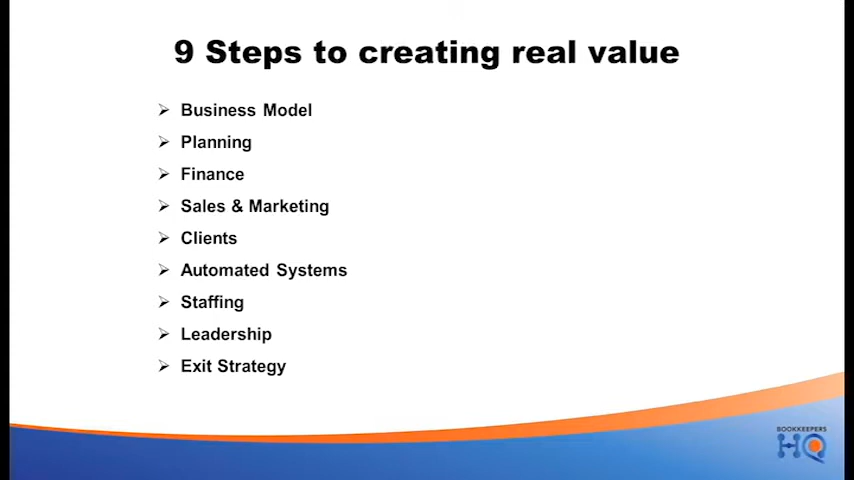 9 Steps to creating real value
Business Model
Planning
Finance
Sales & Marketing
Clients
Automated Systems
Staffing
Leadership
Exit Strategy
BOOKKEEPERS
HQ